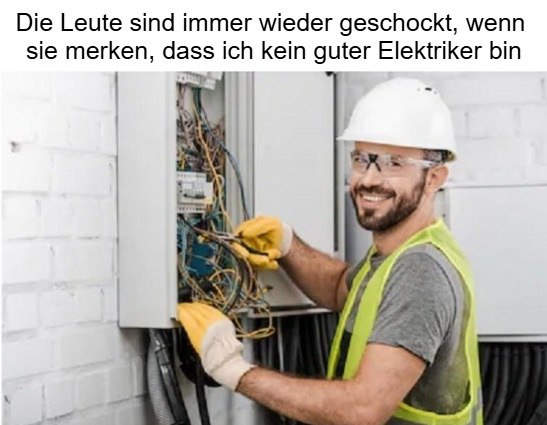 Die Leute sind immer wieder geschockt, wenn
sie merken, dass ich kein guter Elektriker bin